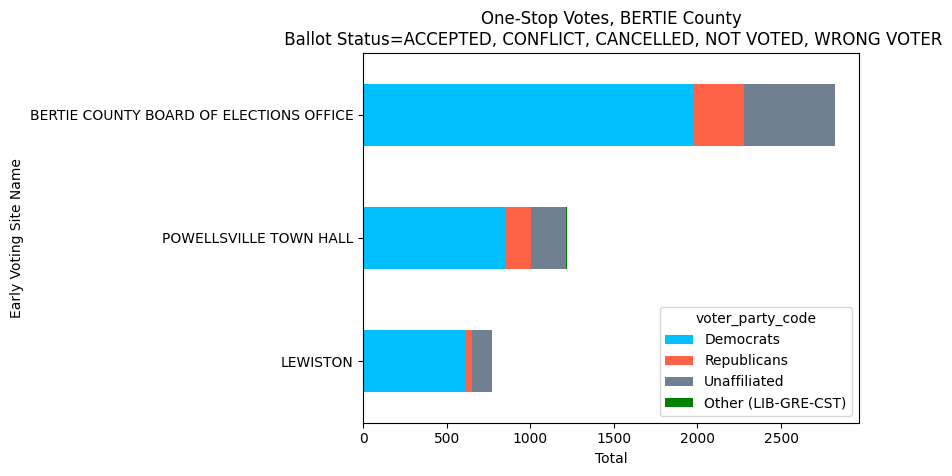 One-Stop Votes, BERTIE County
Ballot Status=ACCEPTED, CONFLICT, CANCELLED, NOT VOTED, WRONG VOTER
Early Voting Site Name
BERTIE COUNTY BOARD OF ELECTIONS OFFICE
POWELLSVILLE TOWN HALL
LEWISTON
voter_party_code
Democrats
Republicans
Unaffiliated
Other (LIB-GRE-CST)
0 500 1000 1500 2000 2500
Total